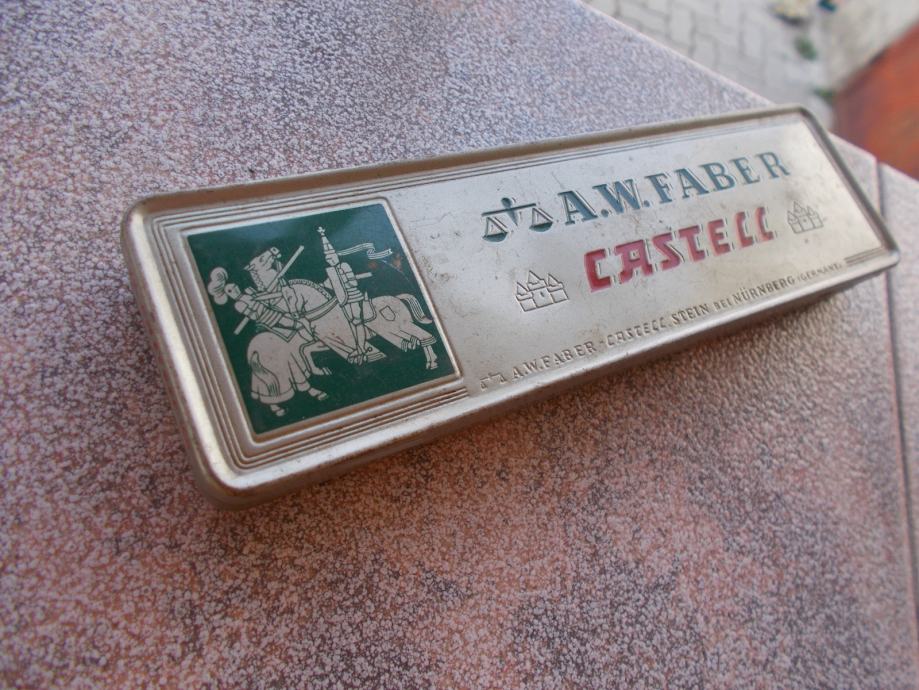 A.W.FABER
CASTELL
A.W.FABER-CASTELL STEIN BEI NÜRNBERG (GERMANY)